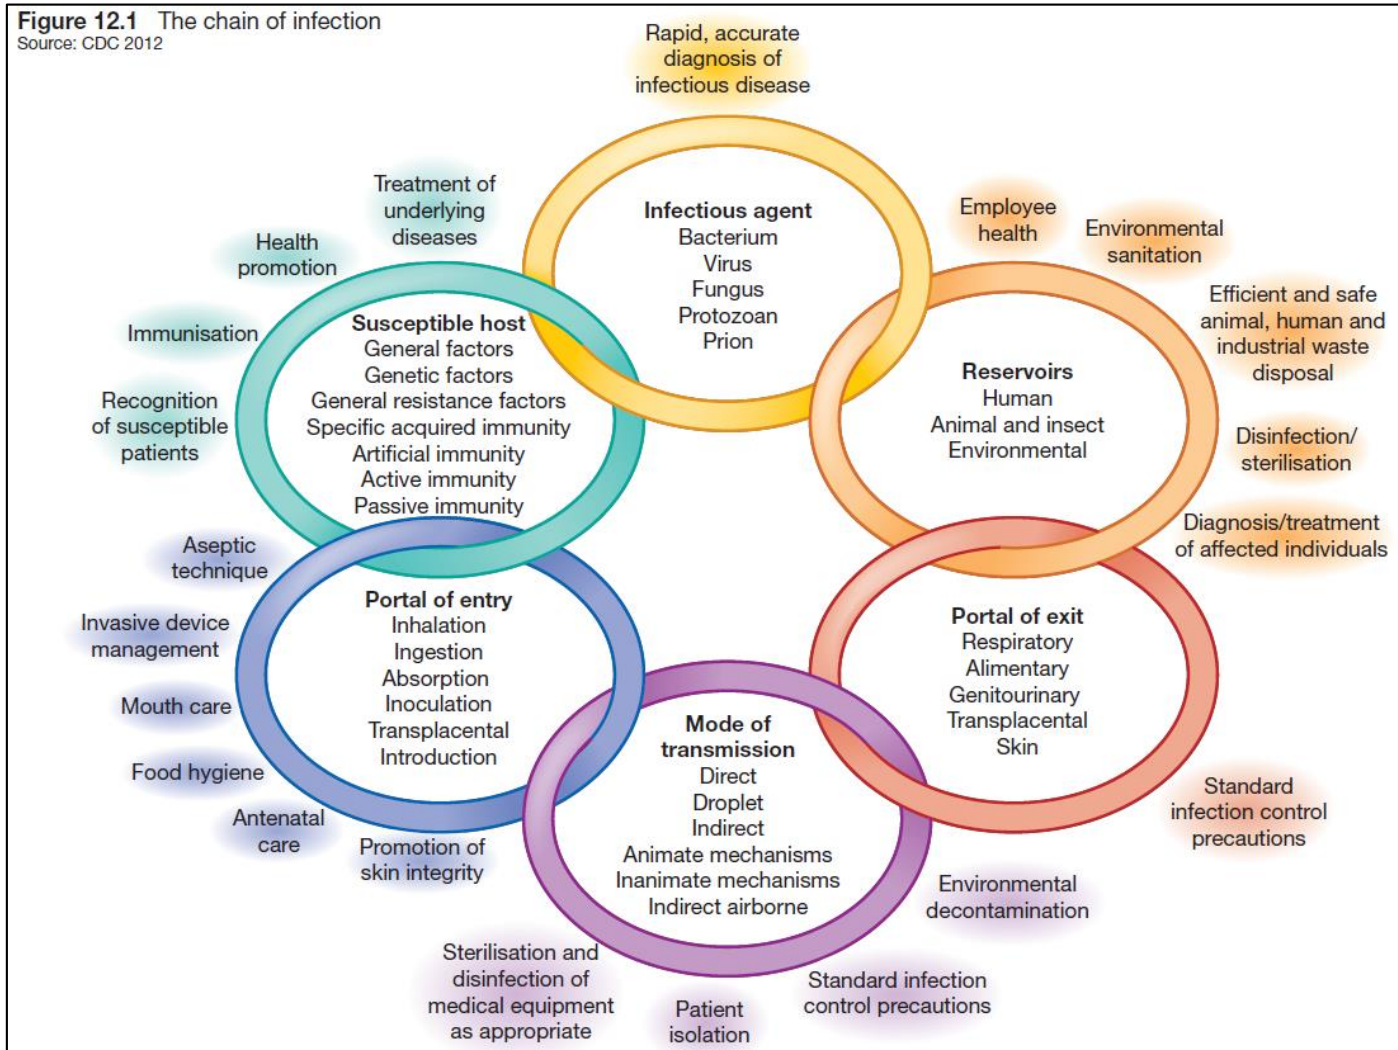 Figure 12.1 The chain of infection
Source: CDC 2012
Rapid, accurate
diagnosis of
infectious disease
Infectious agent
Bacterium
Virus
Fungus
Protozoan
Prion
Employee
health
Environmental
sanitation
Efficient and safe
animal, human and
industrial waste
disposal
Disinfection/
sterilisation
Diagnosis/treatment
of affected individuals
Reservoirs
Human
Animal and insect
Environmental
Portal of exit
Respiratory
Alimentary
Genitourinary
Transplacental
Skin
Standard
infection control
precautions
Mode of
transmission
Direct
Droplet
Indirect
Animate mechanisms
Inanimate mechanisms
Indirect airborne
Environmental
decontamination
Standard infection
control precautions
Patient
isolation
Sterilisation and
disinfection of
medical equipment
as appropriate
Portal of entry
Inhalation
Ingestion
Absorption
Inoculation
Transplacental
Introduction
Promotion of
skin integrity
Antenatal
care
Food hygiene
Mouth care
Invasive device
management
Aseptic
technique
Susceptible host
General factors
Genetic factors
General resistance factors
Specific acquired immunity
Artificial immunity
Active immunity
Passive immunity
Recognition
of susceptible
patients
Immunisation
Health
promotion
Treatment of
underlying
diseases